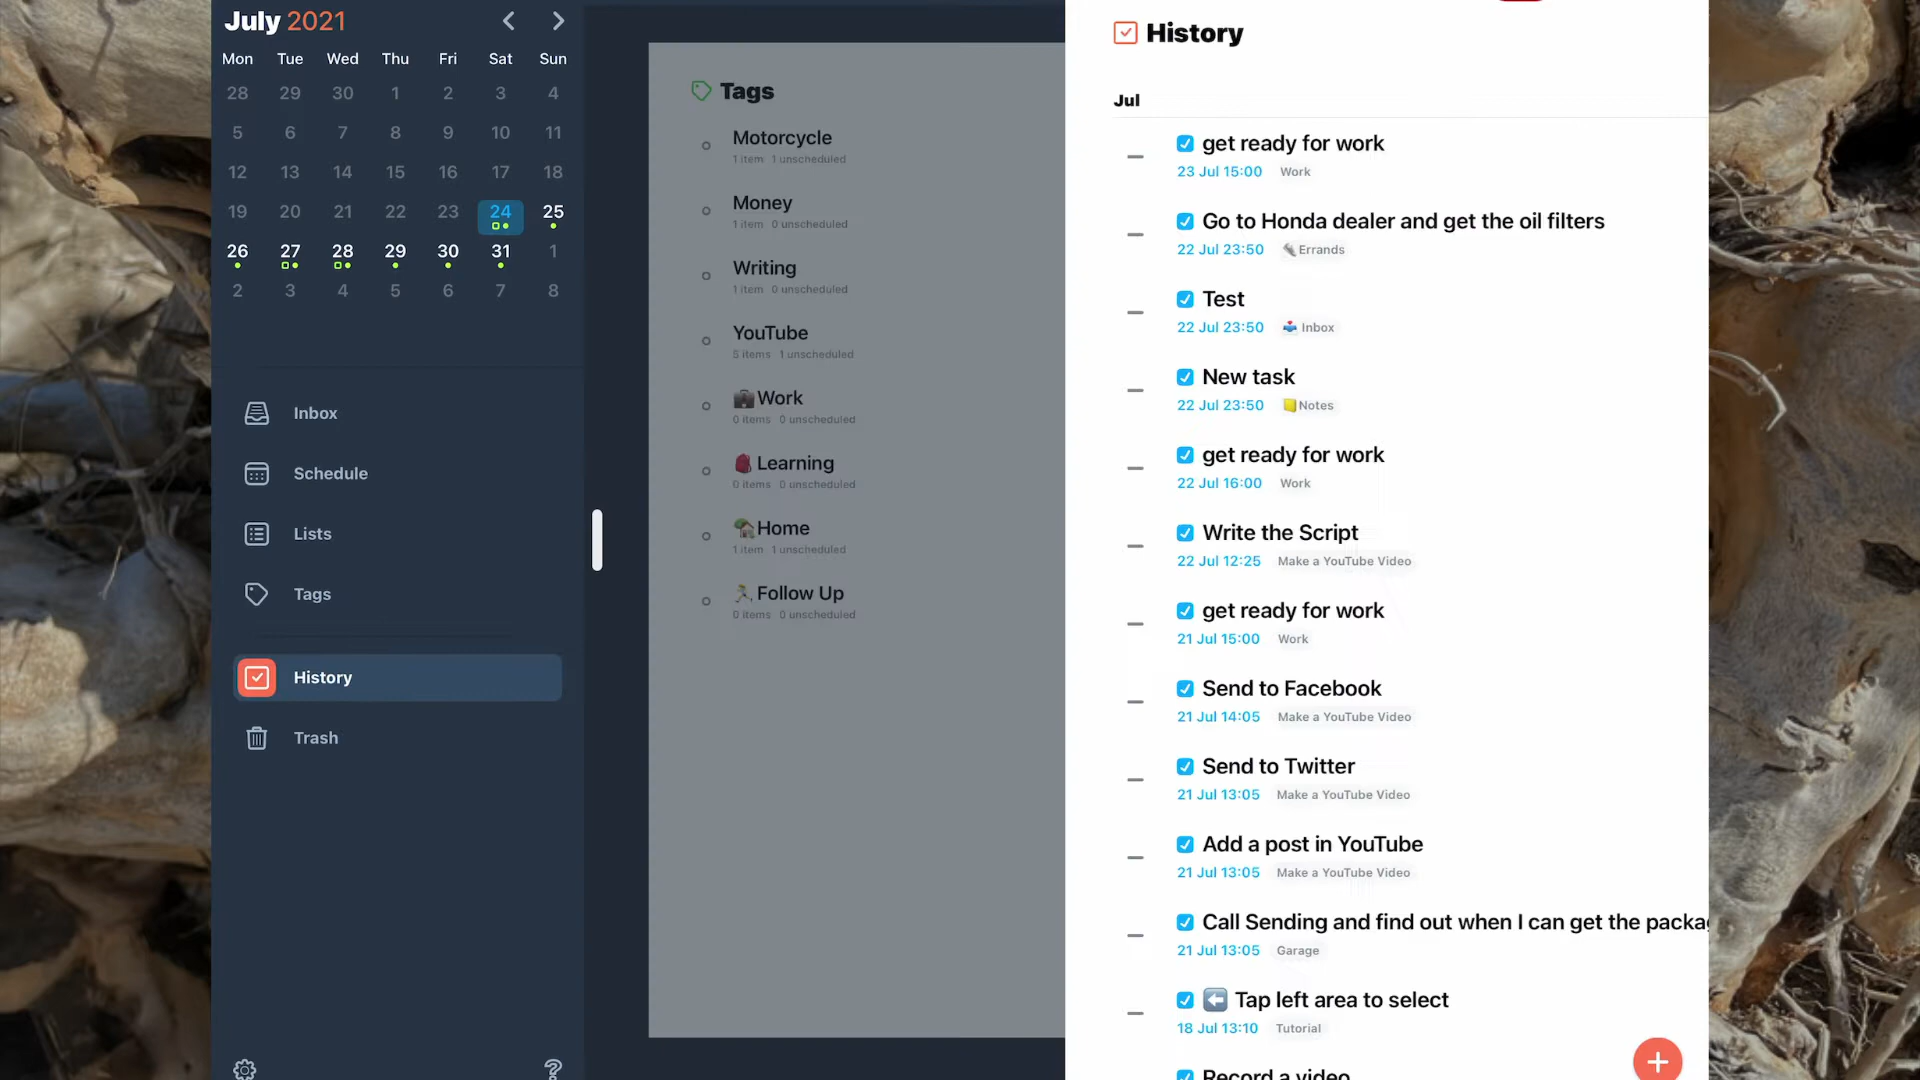 July 2021
Mon Tue Wed Thu Fri Sat Sun
28 29 30 1 2 3 4
5 6 7 8 9 10 11
12 13 14 15 16 17 18
19 20 21 22 23 24 25
26 27 28 29 30 31 1
2 3 4 5 6 7 8
Inbox
Schedule
Lists
Tags
History
Trash
?
Tags
Motorcycle
1 item 1 unscheduled
Money
1 item 0 unscheduled
Writing
1 item 0 unscheduled
YouTube
5 items 1 unscheduled
Work
0 items 0 unscheduled
Learning
0 items 0 unscheduled
Home
1 item 1 unscheduled
Follow Up
0 items 0 unscheduled
History
Jul
get ready for work
23 Jul 15:00 Work
Go to Honda dealer and get the oil filters
22 Jul 23:50 Errands
Test
22 Jul 23:50 Inbox
New task
22 Jul 23:50 Notes
get ready for work
22 Jul 16:00 Work
Write the Script
22 Jul 12:25 Make a YouTube Video
get ready for work
21 Jul 15:00 Work
Send to Facebook
21 Jul 14:05 Make a YouTube Video
Send to Twitter
21 Jul 13:05 Make a YouTube Video
Add a post in YouTube
21 Jul 13:05 Make a YouTube Video
Call Sending and find out when I can get the packa
21 Jul 13:05 Garage
Tap left area to select
18 Jul 13:10 Tutorial
Record a video